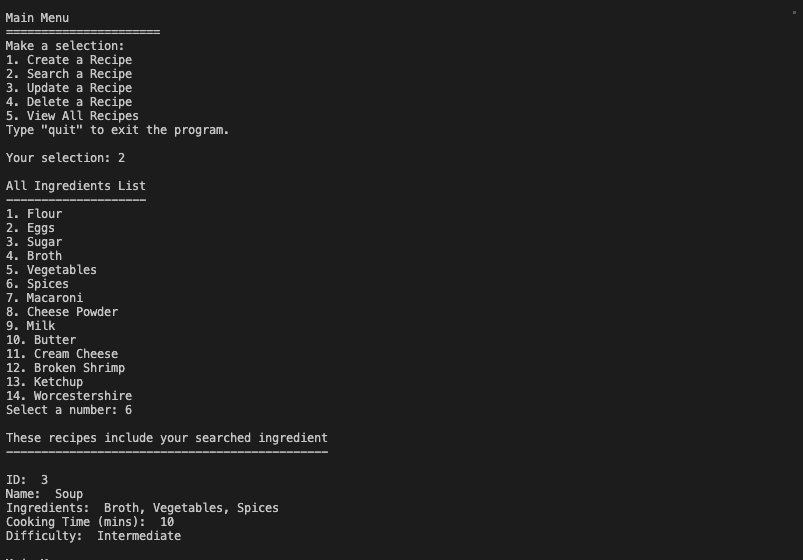 Main Menu
======================
Make a selection:
1. Create a Recipe
2. Search a Recipe
3. Update a Recipe
4. Delete a Recipe
5. View All Recipes
Type "quit" to exit the program.
Your selection: 2
All Ingredients List
--------------------
1. Flour
2. Eggs
3. Sugar
4. Broth
5. Vegetables
6. Spices
7. Macaroni
8. Cheese Powder
9. Milk
10. Butter
11. Cream Cheese
12. Broken Shrimp
13. Ketchup
14. Worcestershire
Select a number: 6
These recipes include your searched ingredient
----------------------------------------------
ID:  3
Name:  Soup
Ingredients:  Broth, Vegetables, Spices
Cooking Time (mins):  10
Difficulty:  Intermediate